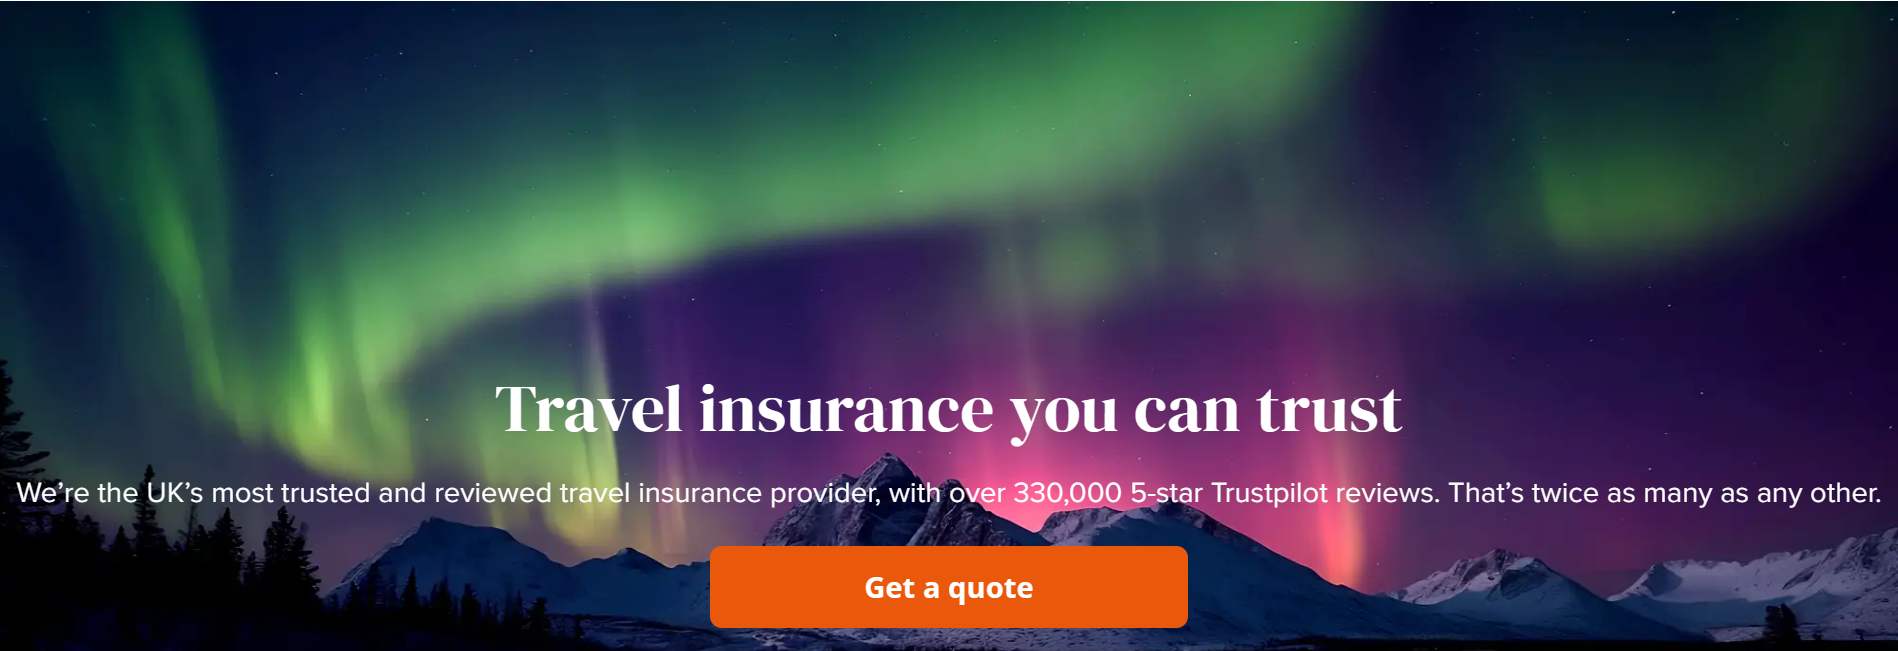 Travel insurance you can trust
We’re the UK’s most trusted and reviewed travel insurance provider, with over 330,000 5-star Trustpilot reviews. That’s twice as many as any other.
Get a quote